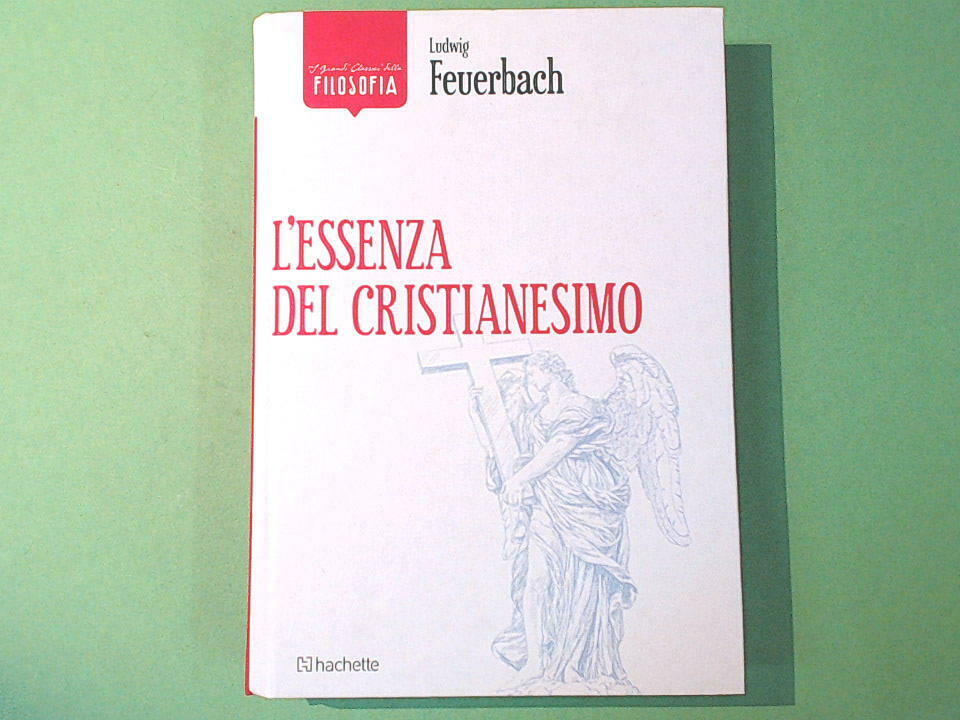 I Grandi Classici della
FILOSOFIA
Ludwig
Feuerbach
L'ESSENZA
DEL CRISTIANESIMO
hachette